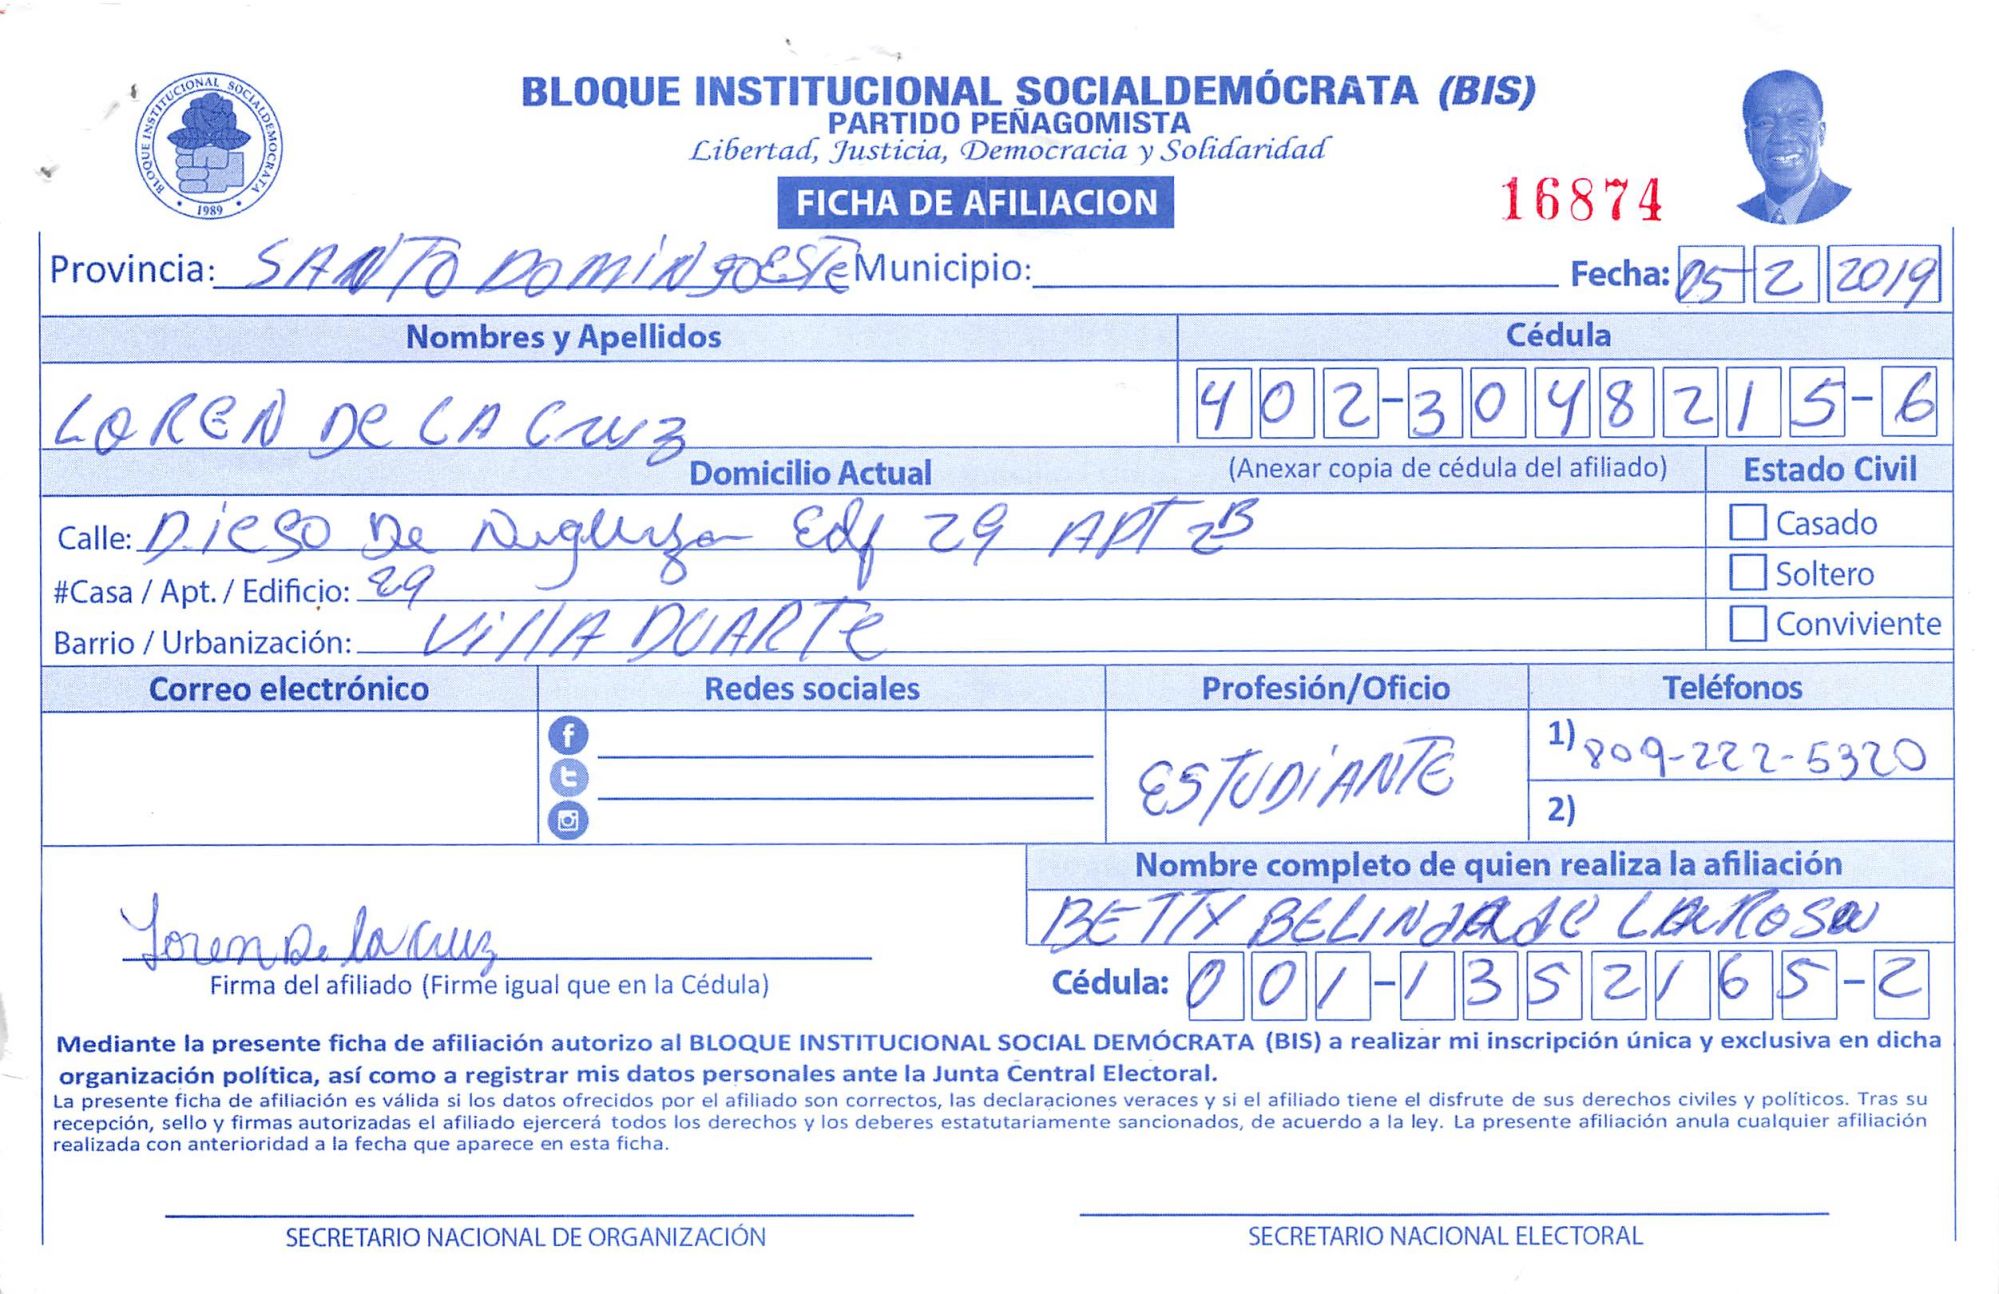 BLOQUE INSTITUCIONAL SOCIALDEMÓCRATA (BIS)
PARTIDO PEÑAGOMISTA
Libertad, Justicia, Democracia y Solidaridad
BLOQUE INSTITUCIONAL SOCIALDEMOCRATA
1989
FICHA DE AFILIACION
16874
Provincia: SANTO DOMINGO ESTE Municipio: Fecha: 05-2 2019
Nombres y Apellidos Cédula
LOREN DE LA CRUZ 402-3048215-6
Domicilio Actual (Anexar copia de cédula del afiliado) Estado Civil
Calle: DIEGO De Edf 29 APT 2B Casado
#Casa / Apt. / Edificio: 29 Soltero
Barrio / Urbanización: VIllA DUARTE Conviviente
Correo electrónico Redes sociales Profesión/Oficio Teléfonos
ESTUDIANTE 1) 809-222-5320
2)
Nombre completo de quien realiza la afiliación
BETTY BELINDA DE LA ROSA
Loren De la Cruz
Firma del afiliado (Firme igual que en la Cédula) Cédula: 001-1352165-2
Mediante la presente ficha de afiliación autorizo al BLOQUE INSTITUCIONAL SOCIAL DEMÓCRATA (BIS) a realizar mi inscripción única y exclusiva en dicha
organización política, así como a registrar mis datos personales ante la Junta Central Electoral.
La presente ficha de afiliación es válida si los datos ofrecidos por el afiliado son correctos, las declaraciones veraces y si el afiliado tiene el disfrute de sus derechos civiles y políticos. Tras su
recepción, sello y firmas autorizadas el afiliado ejercerá todos los derechos y los deberes estatutariamente sancionados, de acuerdo a la ley. La presente afiliación anula cualquier afiliación
realizada con anterioridad a la fecha que aparece en esta ficha.
SECRETARIO NACIONAL DE ORGANIZACIÓN SECRETARIO NACIONAL ELECTORAL